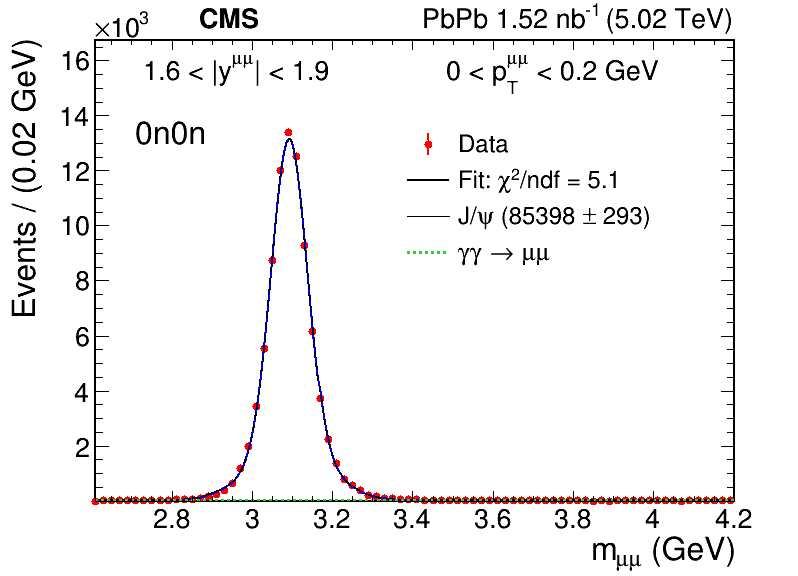 ×10³ CMS PbPb 1.52 nb⁻¹ (5.02 TeV)
1.6 < |y^μμ| < 1.9 0 < p_T^μμ < 0.2 GeV
0n0n
Data
Fit: χ²/ndf = 5.1
J/ψ (85398 ± 293)
γγ → μμ
Events / (0.02 GeV)
16
14
12
10
8
6
4
2
2.8 3 3.2 3.4 3.6 3.8 4 4.2
m_μμ (GeV)